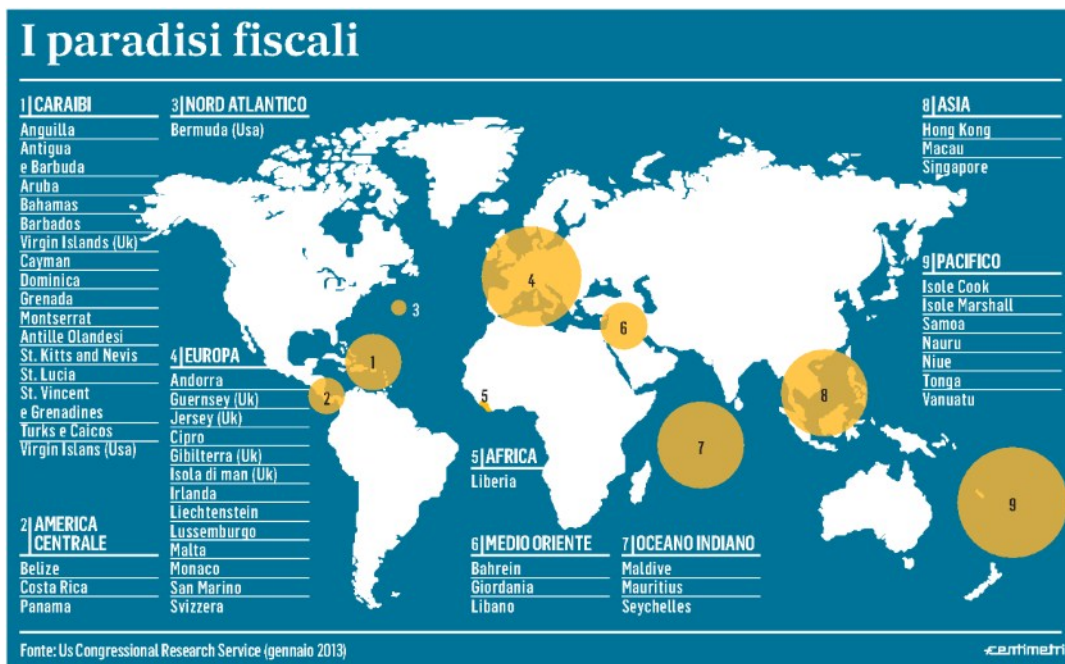 I paradisi fiscali
1|CARAIBI
Anguilla
Antigua
e Barbuda
Aruba
Bahamas
Barbados
Virgin Islands (Uk)
Cayman
Dominica
Grenada
Montserrat
Antille Olandesi
St. Kitts and Nevis
St. Lucia
St. Vincent
e Grenadines
Turks e Caicos
Virgin Islans (Usa)
2|AMERICA
CENTRALE
Belize
Costa Rica
Panama
3|NORD ATLANTICO
Bermuda (Usa)
4|EUROPA
Andorra
Guernsey (Uk)
Jersey (Uk)
Cipro
Gibilterra (Uk)
Isola di man (Uk)
Irlanda
Liechtenstein
Lussemburgo
Malta
Monaco
San Marino
Svizzera
5|AFRICA
Liberia
6|MEDIO ORIENTE
Bahrein
Giordania
Libano
7|OCEANO INDIANO
Maldive
Mauritius
Seychelles
8|ASIA
Hong Kong
Macau
Singapore
9|PACIFICO
Isole Cook
Isole Marshall
Samoa
Nauru
Niue
Tonga
Vanuatu
1
2
3
4
5
6
7
8
9
Fonte: Us Congressional Research Service (gennaio 2013)
centimetri